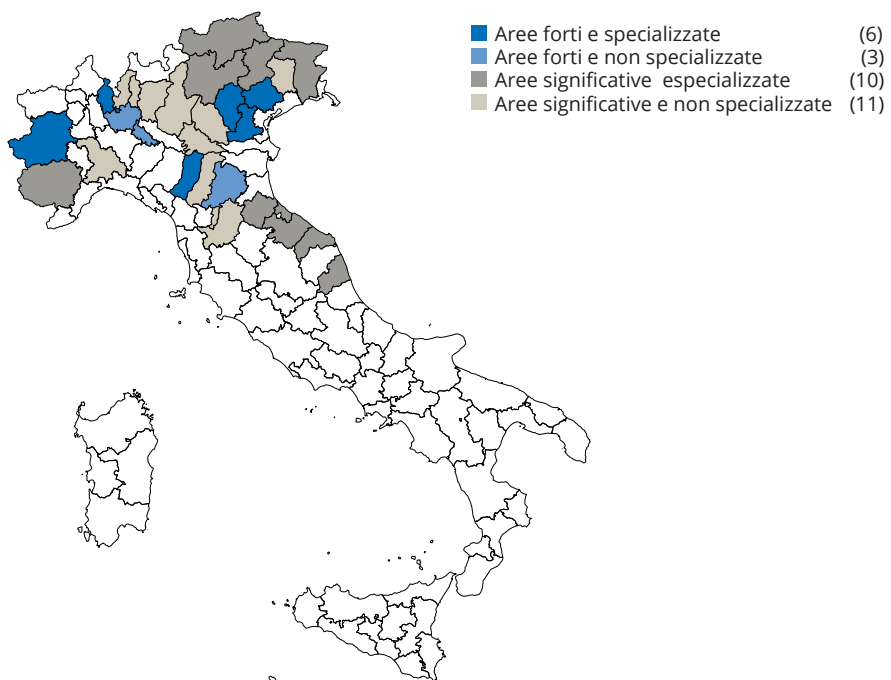 Aree forti e specializzate (6)
Aree forti e non specializzate (3)
Aree significative especializzate (10)
Aree significative e non specializzate (11)